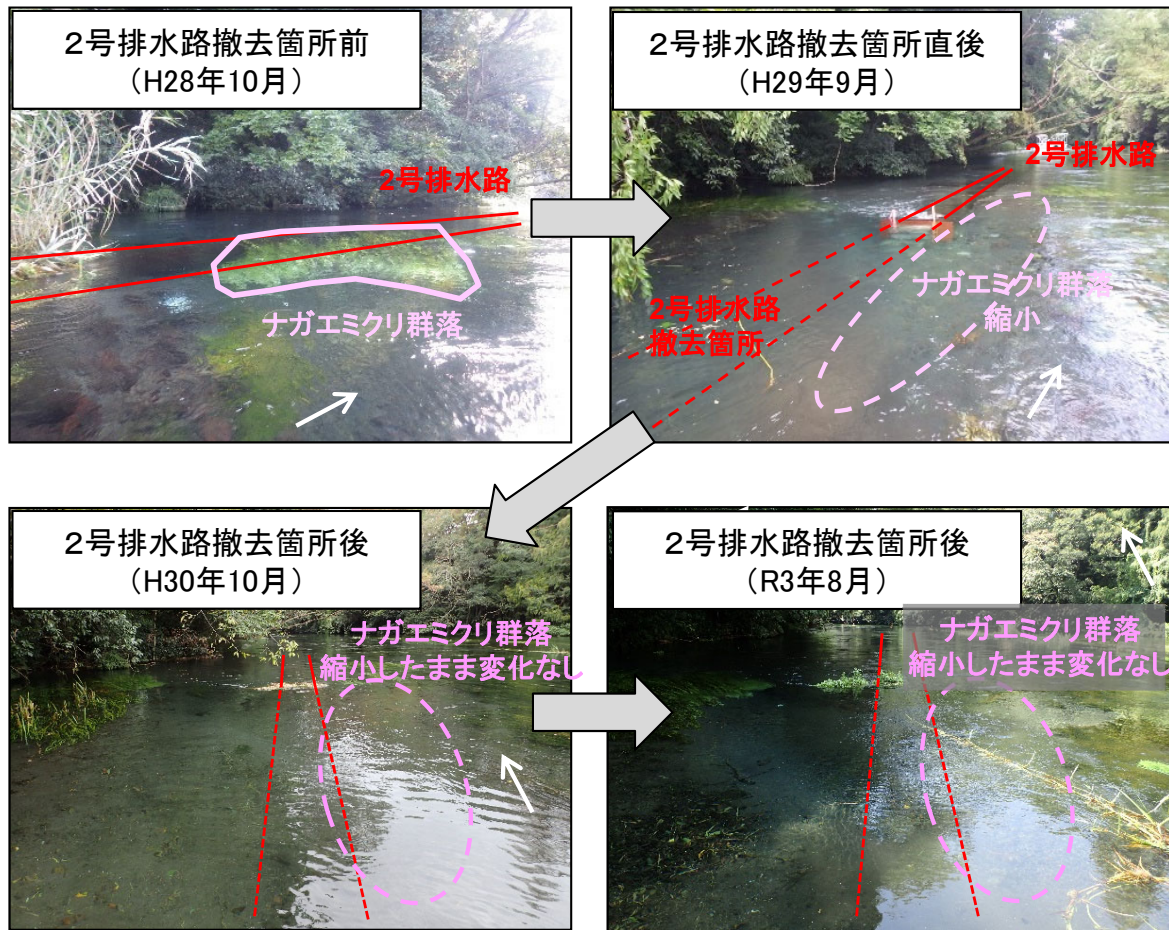 ２号排水路撤去箇所前
（H28年10月）
2号排水路
ナガエミクリ群落
２号排水路撤去箇所直後
（H29年9月）
2号排水路
ナガエミクリ群落
縮小
2号排水路
撤去箇所
２号排水路撤去箇所後
（H30年10月）
ナガエミクリ群落
縮小したまま変化なし
２号排水路撤去箇所後
（R3年8月）
ナガエミクリ群落
縮小したまま変化なし